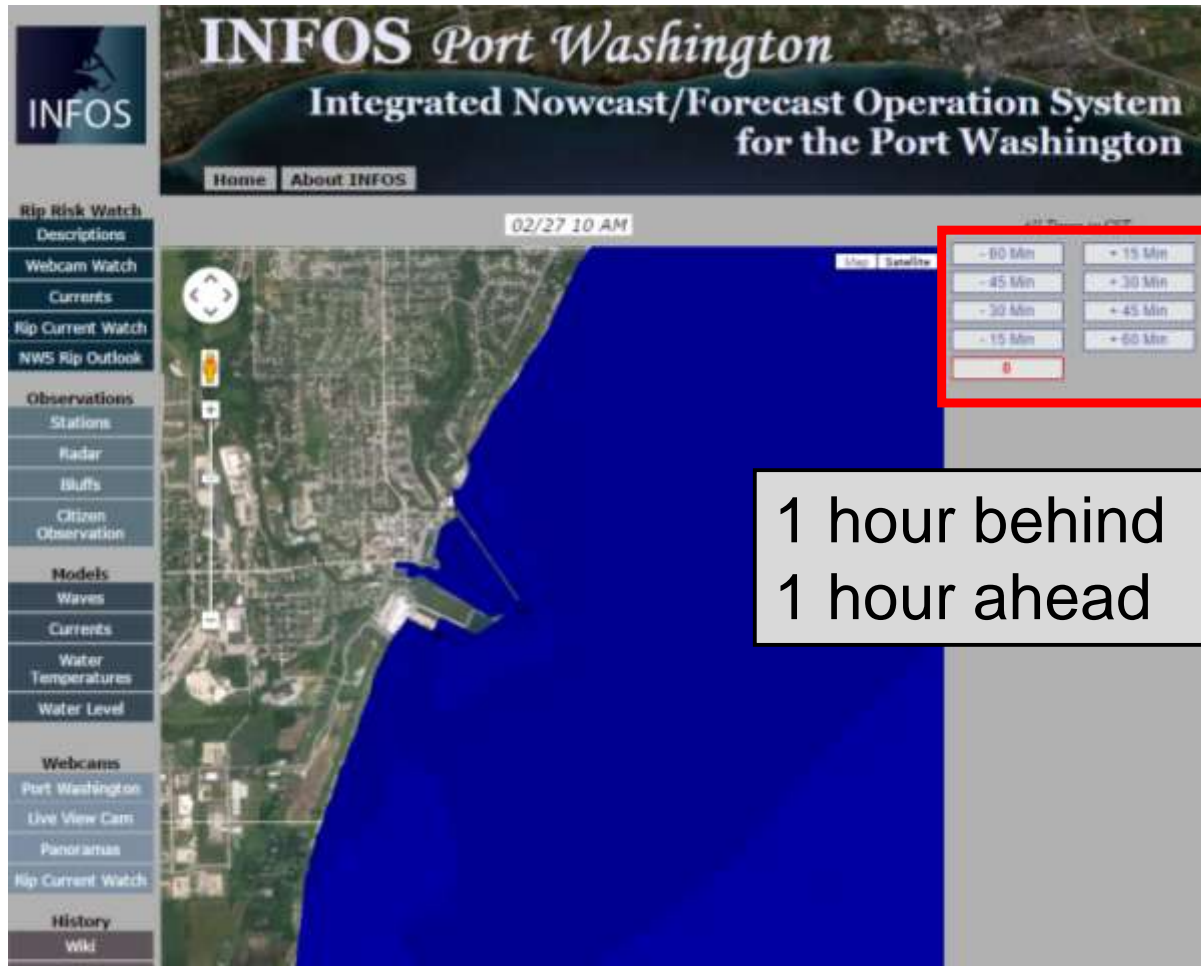 INFOS
INFOS Port Washington
Integrated Nowcast/Forecast Operation System
for the Port Washington
Home About INFOS
Rip Risk Watch
Descriptions
Webcam Watch
Currents
Rip Current Watch
NWS Rip Outlook
Observations
Stations
Radar
Bluffs
Citizen
Observation
Models
Waves
Currents
Water
Temperatures
Water Level
Webcams
Port Washington
Live View Cam
Panoramas
Rip Current Watch
History
Wiki
02/27 10 AM
Map Satellite
- 60 Min + 15 Min
- 45 Min + 30 Min
- 30 Min + 45 Min
- 15 Min + 60 Min
0
1 hour behind
1 hour ahead